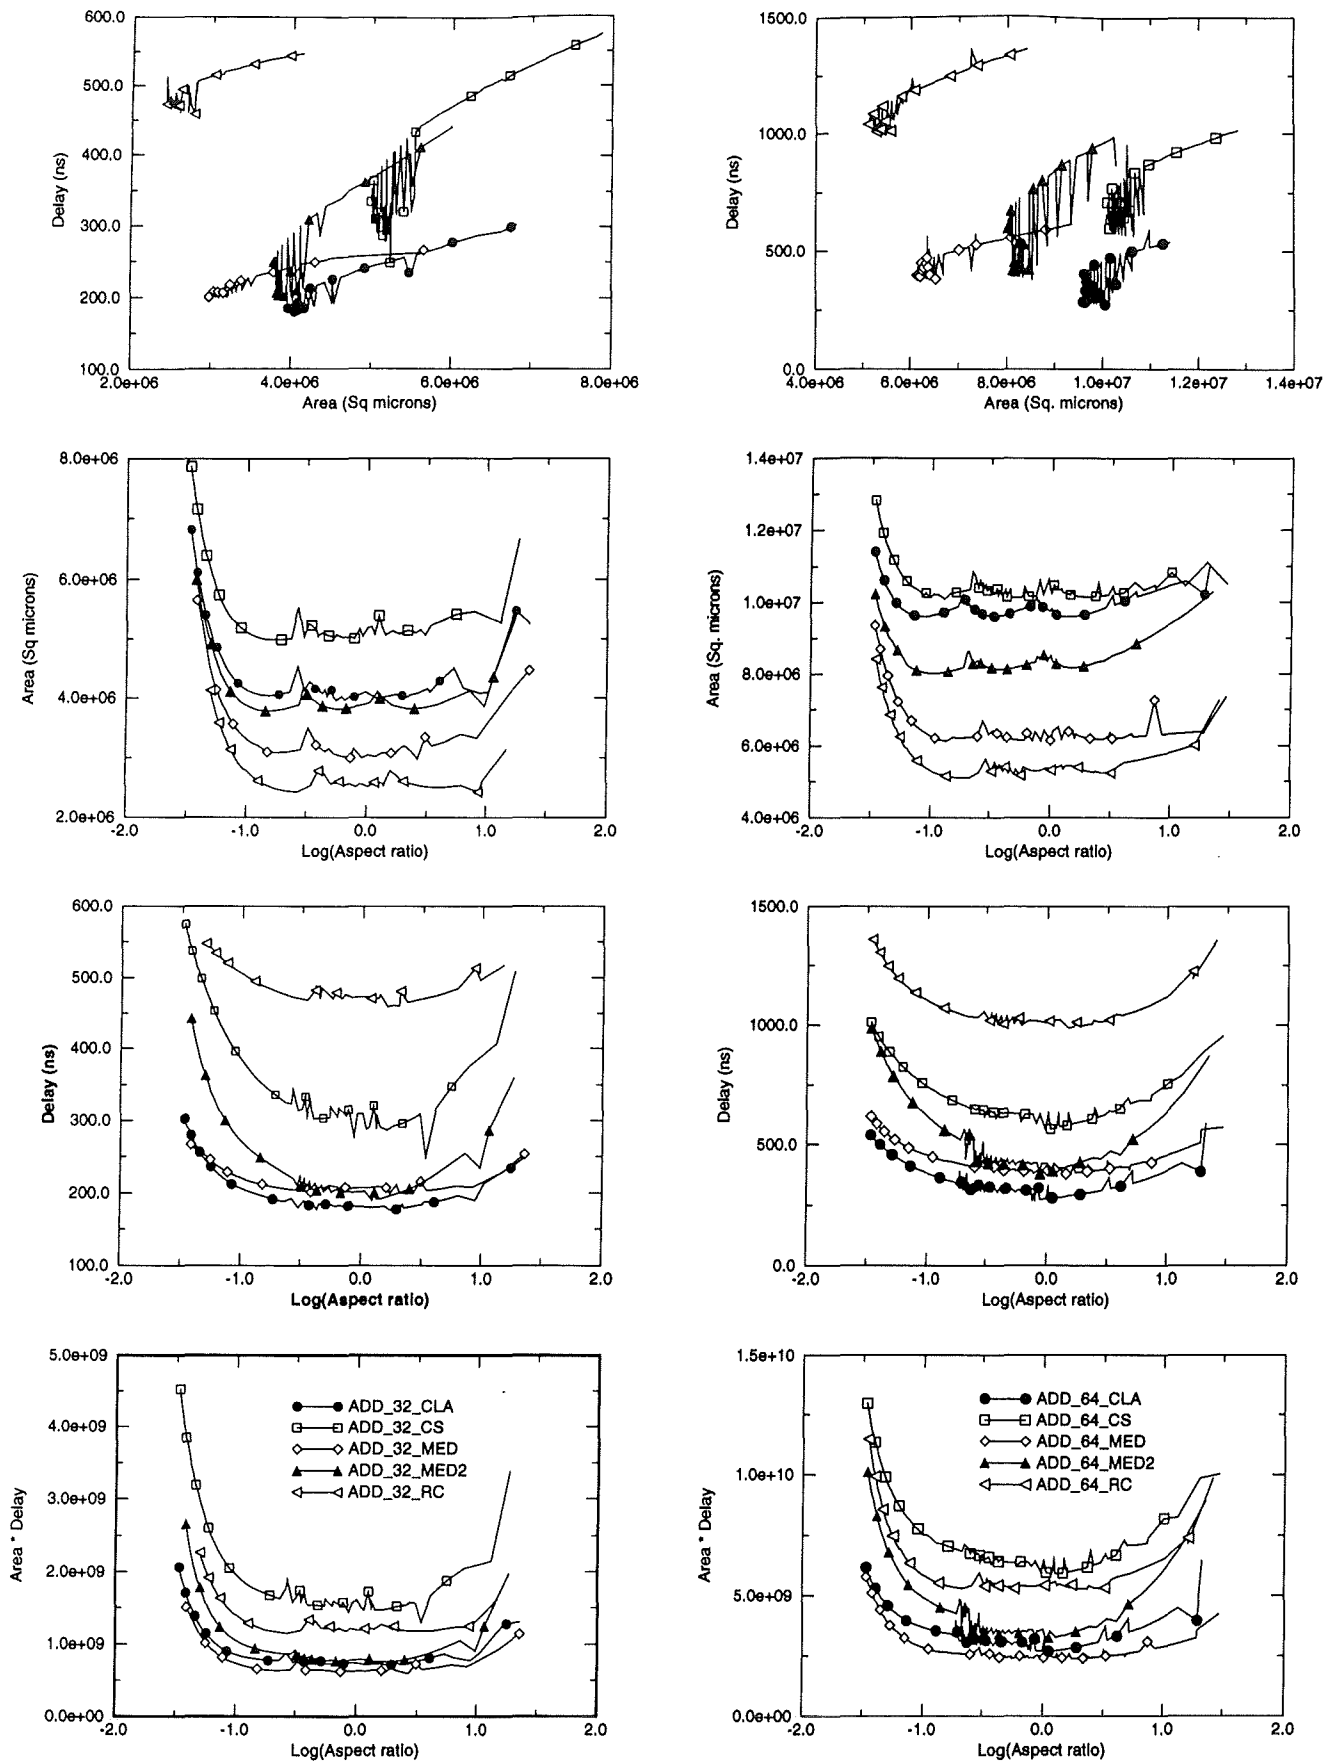 600.0
500.0
400.0
300.0
200.0
100.0
Delay (ns)
2.0e+06 4.0e+06 6.0e+06 8.0e+06
Area (Sq microns)
1500.0
1000.0
500.0
0.0
Delay (ns)
4.0e+06 6.0e+06 8.0e+06 1.0e+07 1.2e+07 1.4e+07
Area (Sq. microns)
8.0e+06
6.0e+06
4.0e+06
2.0e+06
Area (Sq microns)
-2.0 -1.0 0.0 1.0 2.0
Log(Aspect ratio)
1.4e+07
1.2e+07
1.0e+07
8.0e+06
6.0e+06
4.0e+06
Area (Sq. microns)
-2.0 -1.0 0.0 1.0 2.0
Log(Aspect ratio)
600.0
500.0
400.0
300.0
200.0
100.0
Delay (ns)
-2.0 -1.0 0.0 1.0 2.0
Log(Aspect ratio)
1500.0
1000.0
500.0
0.0
Delay (ns)
-2.0 -1.0 0.0 1.0 2.0
Log(Aspect ratio)
5.0e+09
4.0e+09
3.0e+09
2.0e+09
1.0e+09
0.0e+00
Area * Delay
ADD_32_CLA
ADD_32_CS
ADD_32_MED
ADD_32_MED2
ADD_32_RC
-2.0 -1.0 0.0 1.0 2.0
Log(Aspect ratio)
1.5e+10
1.0e+10
5.0e+09
0.0e+00
Area * Delay
ADD_64_CLA
ADD_64_CS
ADD_64_MED
ADD_64_MED2
ADD_64_RC
-2.0 -1.0 0.0 1.0 2.0
Log(Aspect ratio)